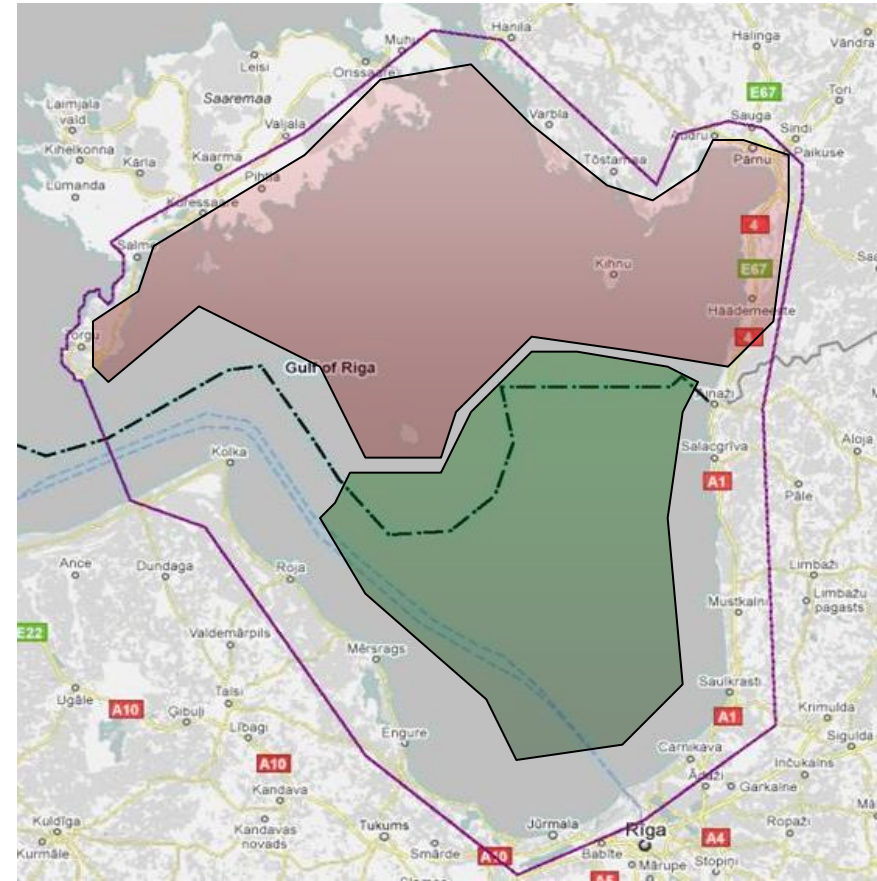 Hanila
Halinga
Vändra
Muhu
Leisi
Orissaare
Saaremaa
E67
Tori
Laimjala
vald
Valjala
Varbla
Sauga
Sindi
Audru
Kihelkonna
Kärla
Kaarma
Pärnu
Paikuse
Tõstamaa
Lümanda
Pihtla
Kuressaare
Salme
4
Kihnu
E67
Häädemeeste
Torgu
4
Gulf of Riga
Ainaži
Kolka
Salacgrīva
Aloja
A1
Pāle
Ance
Dundaga
Roja
Limbaži
Mustkalni
Limbažu
pagasts
E22
Valdemārpils
Mērsrags
Saulkrasti
Ugāle
A10
Talsi
Ģibuļi
Lībagi
A1
Krimulda
Engure
Sigulda
Carnikava
A10
Inčukalns
Ādaži
Garkalne
Kandava
Kuldīga
Kandavas
novads
Tukums
Jūrmala
Rīga
Ropaži
A4
Kurmāle
Smārde
A10
Babīte
Mārupe
Stopiņi
A5